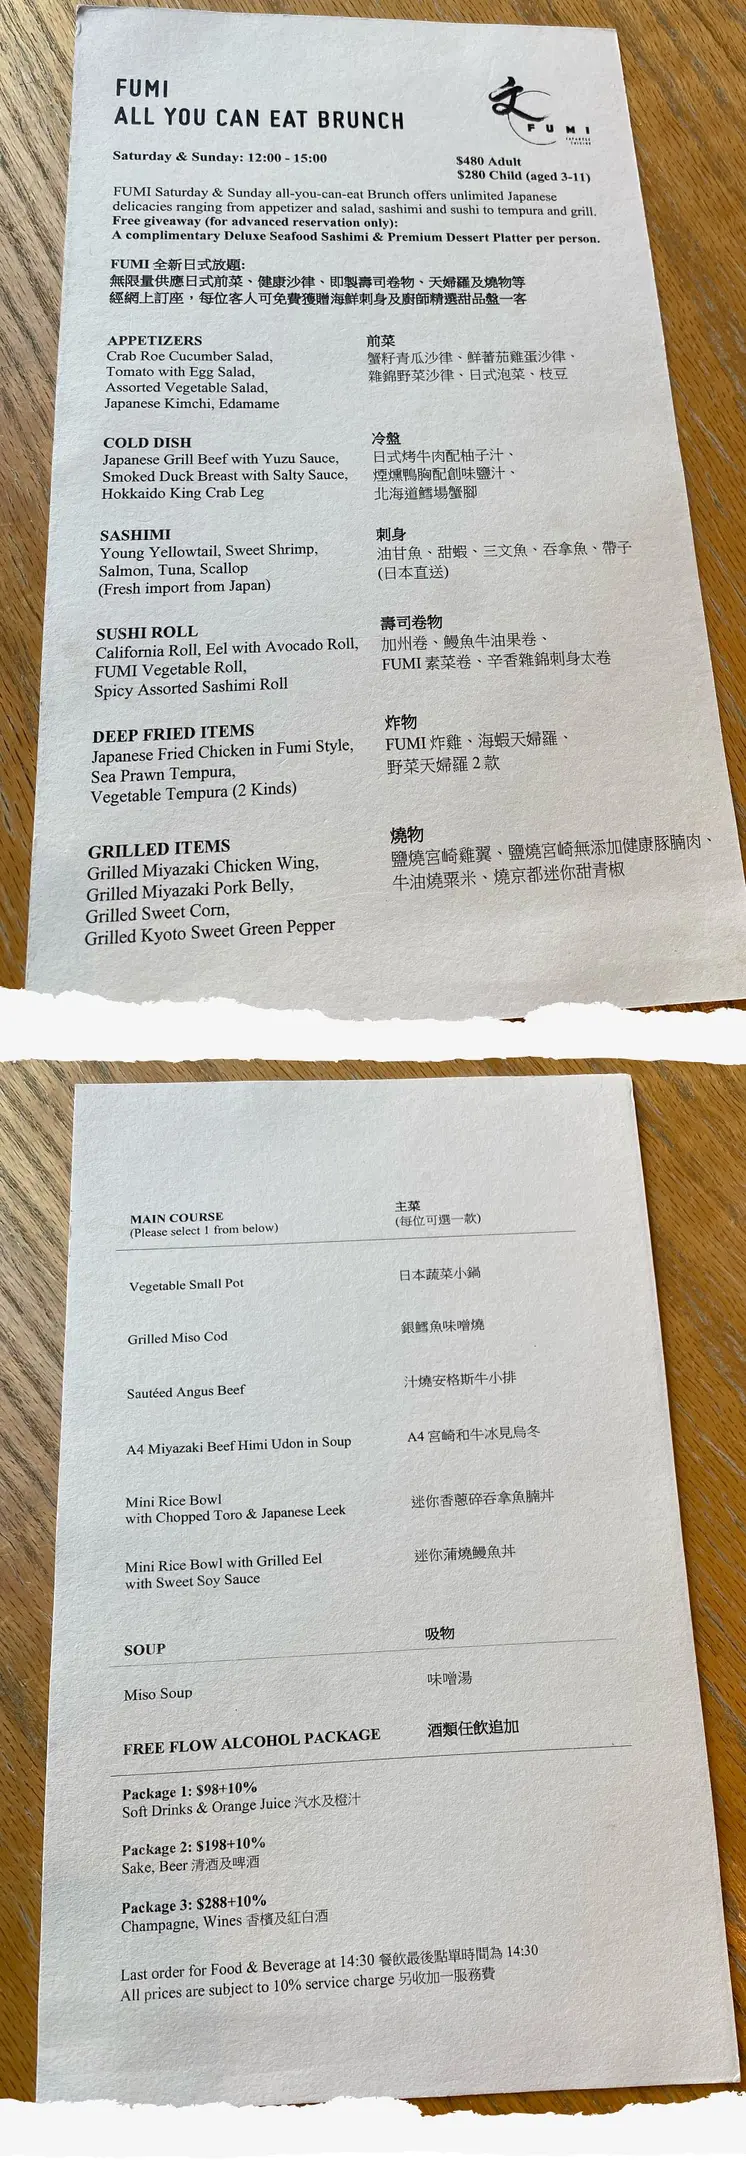 FUMI
ALL YOU CAN EAT BRUNCH
文
FUMI
JAPANESE
CUISINE
Saturday & Sunday: 12:00 - 15:00
$480 Adult
$280 Child (aged 3-11)
FUMI Saturday & Sunday all-you-can-eat Brunch offers unlimited Japanese
delicacies ranging from appetizer and salad, sashimi and sushi to tempura and grill.
Free giveaway (for advanced reservation only):
A complimentary Deluxe Seafood Sashimi & Premium Dessert Platter per person.
FUMI 全新日式放題:
無限量供應日式前菜、健康沙律、即製壽司卷物、天婦羅及燒物等
經網上訂座，每位客人可免費獲贈海鮮刺身及廚師精選甜品盤一客
APPETIZERS
Crab Roe Cucumber Salad,
Tomato with Egg Salad,
Assorted Vegetable Salad,
Japanese Kimchi, Edamame
前菜
蟹籽青瓜沙律、鮮蕃茄雞蛋沙律、
雜錦野菜沙律、日式泡菜、枝豆
COLD DISH
Japanese Grill Beef with Yuzu Sauce,
Smoked Duck Breast with Salty Sauce,
Hokkaido King Crab Leg
冷盤
日式烤牛肉配柚子汁、
煙燻鴨胸配創味鹽汁、
北海道鱈場蟹腳
SASHIMI
Young Yellowtail, Sweet Shrimp,
Salmon, Tuna, Scallop
(Fresh import from Japan)
刺身
油甘魚、甜蝦、三文魚、吞拿魚、帶子
(日本直送)
SUSHI ROLL
California Roll, Eel with Avocado Roll,
FUMI Vegetable Roll,
Spicy Assorted Sashimi Roll
壽司卷物
加州卷、鰻魚牛油果卷、
FUMI 素菜卷、辛香雜錦刺身太卷
DEEP FRIED ITEMS
Japanese Fried Chicken in Fumi Style,
Sea Prawn Tempura,
Vegetable Tempura (2 Kinds)
炸物
FUMI 炸雞、海蝦天婦羅、
野菜天婦羅 2 款
GRILLED ITEMS
Grilled Miyazaki Chicken Wing,
Grilled Miyazaki Pork Belly,
Grilled Sweet Corn,
Grilled Kyoto Sweet Green Pepper
燒物
鹽燒宮崎雞翼、鹽燒宮崎無添加健康豚腩肉、
牛油燒粟米、燒京都迷你甜青椒
MAIN COURSE
(Please select 1 from below)
主菜
(每位可選一款)
Vegetable Small Pot
日本蔬菜小鍋
Grilled Miso Cod
銀鱈魚味噌燒
Sautéed Angus Beef
汁燒安格斯牛小排
A4 Miyazaki Beef Himi Udon in Soup
A4 宮崎和牛冰見烏冬
Mini Rice Bowl
with Chopped Toro & Japanese Leek
迷你香蔥碎吞拿魚腩丼
Mini Rice Bowl with Grilled Eel
with Sweet Soy Sauce
迷你蒲燒鰻魚丼
SOUP
吸物
Miso Soup
味噌湯
FREE FLOW ALCOHOL PACKAGE
酒類任飲追加
Package 1: $98+10%
Soft Drinks & Orange Juice 汽水及橙汁
Package 2: $198+10%
Sake, Beer 清酒及啤酒
Package 3: $288+10%
Champagne, Wines 香檳及紅白酒
Last order for Food & Beverage at 14:30 餐飲最後點單時間為 14:30
All prices are subject to 10% service charge 另收加一服務費